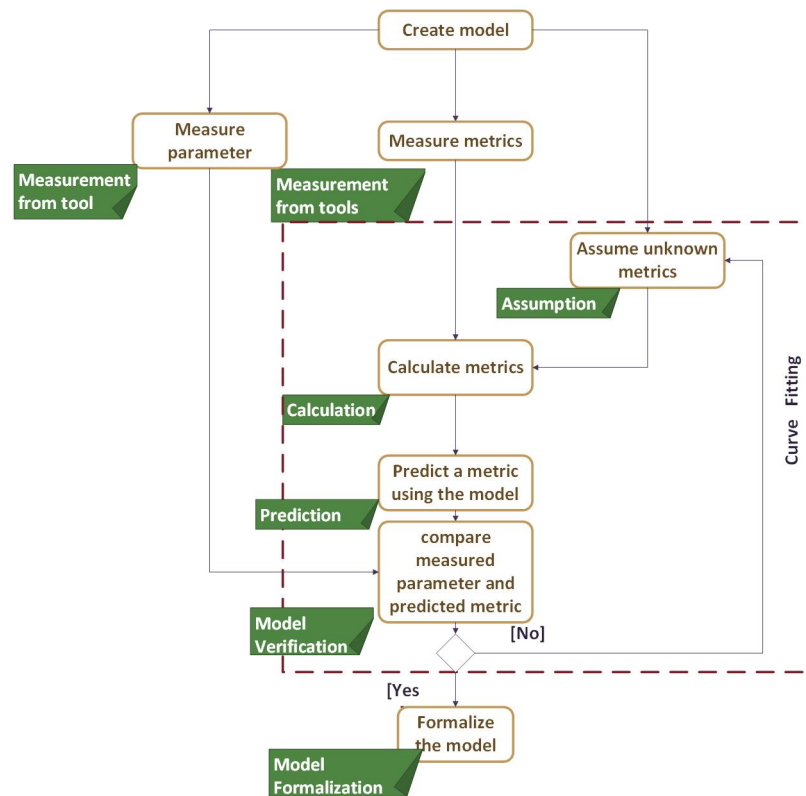 Create model
Measure
parameter
Measure metrics
Measurement
from tool
Measurement
from tools
Assume unknown
metrics
Assumption
Calculate metrics
Curve Fitting
Calculation
Predict a metric
using the model
Prediction
compare
measured
parameter and
predicted metric
Model
Verification
[No]
[Yes
Formalize
the model
Model
Formalization